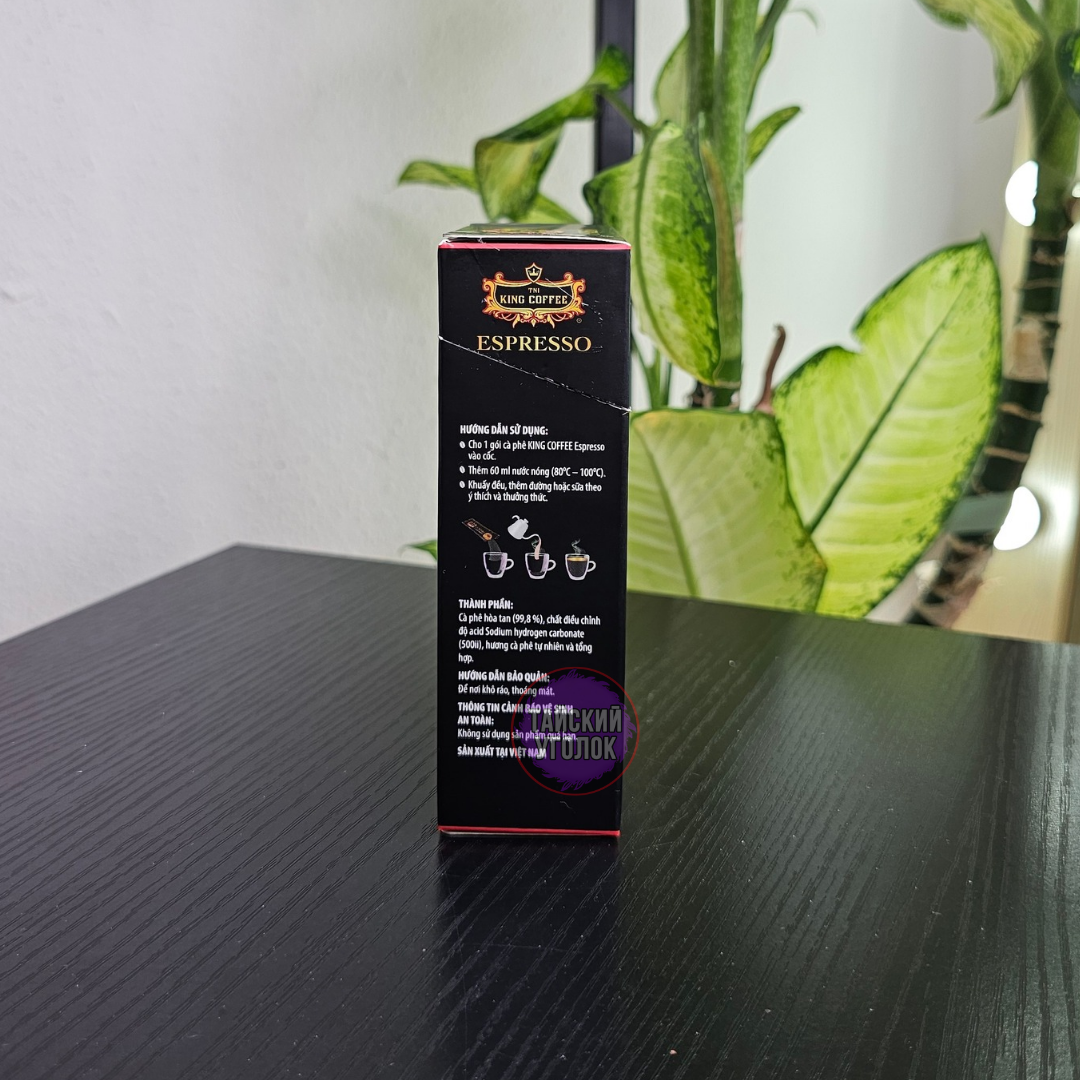 TNI
KING COFFEE
ESPRESSO
HƯỚNG DẪN SỬ DỤNG:
Cho 1 gói cà phê KING COFFEE Espresso
vào cốc.
Thêm 60 ml nước nóng (80°C – 100°C).
Khuấy đều, thêm đường hoặc sữa theo
ý thích và thưởng thức.
THÀNH PHẦN:
Cà phê hòa tan (99,8 %), chất điều chỉnh
độ acid Sodium hydrogen carbonate
(500ii), hương cà phê tự nhiên và tổng
hợp.
HƯỚNG DẪN BẢO QUẢN:
Để nơi khô ráo, thoáng mát.
THÔNG TIN CẢNH BÁO VỆ SINH
AN TOÀN:
Không sử dụng sản phẩm quá hạn.
SẢN XUẤT TẠI VIỆT NAM
ТАЙСКИЙ
УГОЛОК